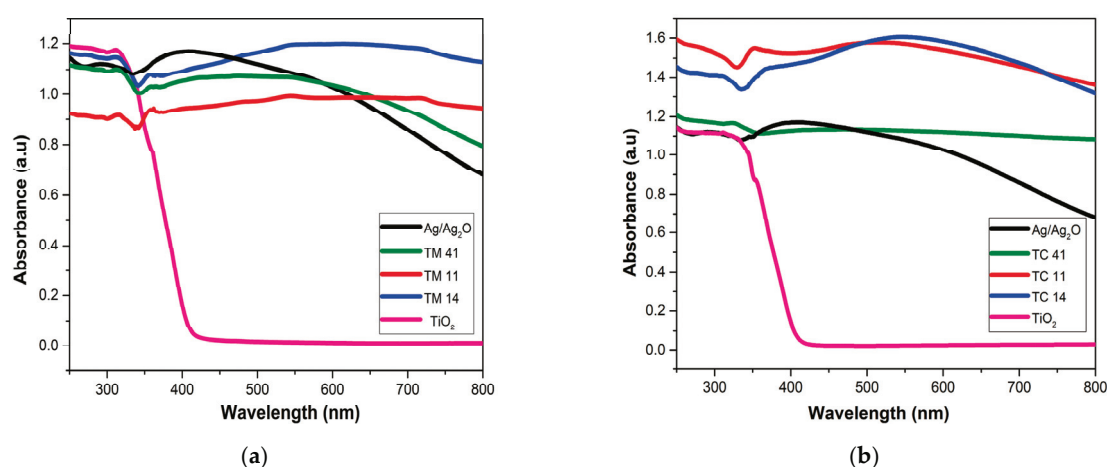 (a)
Absorbance (a.u)
1.2
1.0
0.8
0.6
0.4
0.2
0.0
Ag/Ag₂O
TM 41
TM 11
TM 14
TiO₂
300 400 500 600 700 800
Wavelength (nm)
(a)
(b)
Absorbance (a.u)
1.6
1.4
1.2
1.0
0.8
0.6
0.4
0.2
0.0
Ag/Ag₂O
TC 41
TC 11
TC 14
TiO₂
300 400 500 600 700 800
Wavelength (nm)
(b)